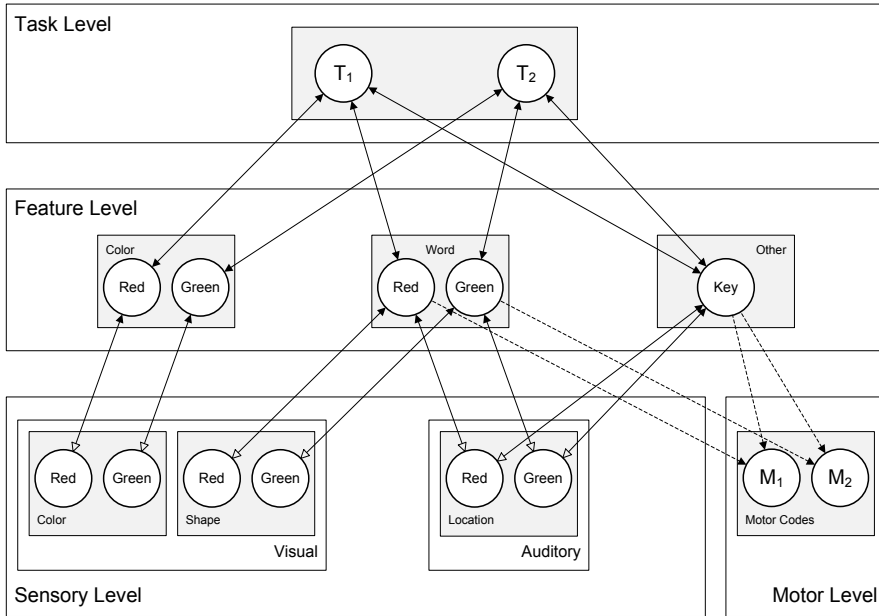 Task Level
T1
T2
Feature Level
Color
Red
Green
Word
Red
Green
Other
Key
Red
Green
Color
Red
Green
Shape
Visual
Red
Green
Location
Auditory
Sensory Level
M1
M2
Motor Codes
Motor Level